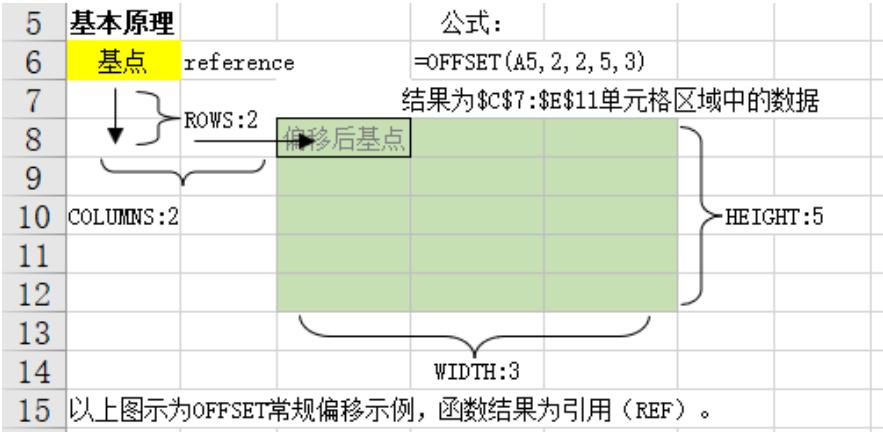 5 基本原理 公式：
6 基点 reference =OFFSET(A5,2,2,5,3)
7 结果为$C$7:$E$11单元格区域中的数据
ROWS:2
8 偏移后基点
9
10 COLUMNS:2 HEIGHT:5
11
12
13
14 WIDTH:3
15 以上图示为OFFSET常规偏移示例，函数结果为引用（REF）。